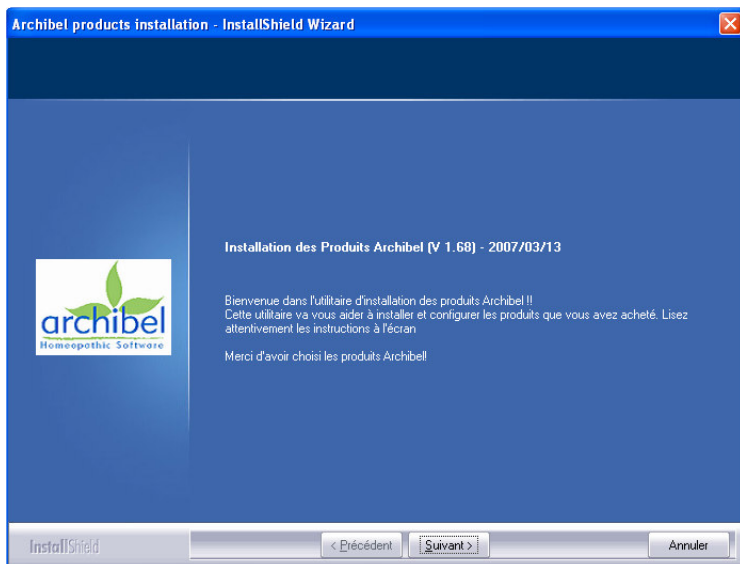 Archibel products installation - InstallShield Wizard
Installation des Produits Archibel (V 1.68) - 2007/03/13
Bienvenue dans l'utilitaire d'installation des produits Archibel !!
Cette utilitaire va vous aider à installer et configurer les produits que vous avez acheté. Lisez
attentivement les instructions à l'écran
Merci d'avoir choisi les produits Archibel!
archibel
Homeopathic Software
InstallShield
< Précédent
Suivant >
Annuler